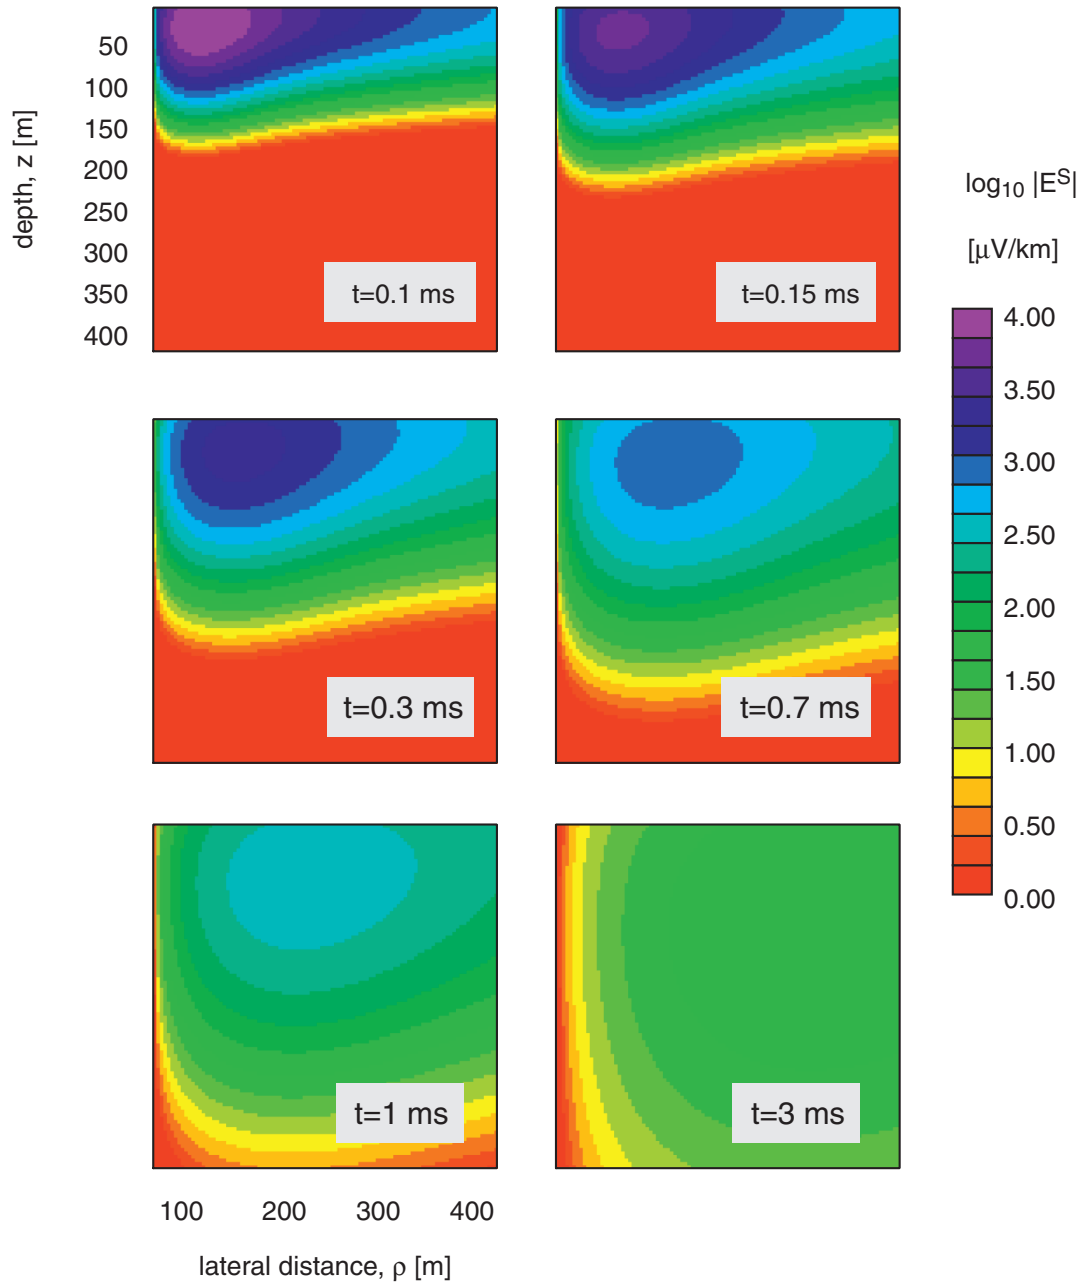 50
100
150
200
250
300
350
400
depth, z [m]
t=0.1 ms
t=0.15 ms
log10 |E^S|
[μV/km]
4.00
3.50
3.00
2.50
2.00
1.50
1.00
0.50
0.00
t=0.3 ms
t=0.7 ms
t=1 ms
t=3 ms
100 200 300 400
lateral distance, ρ [m]